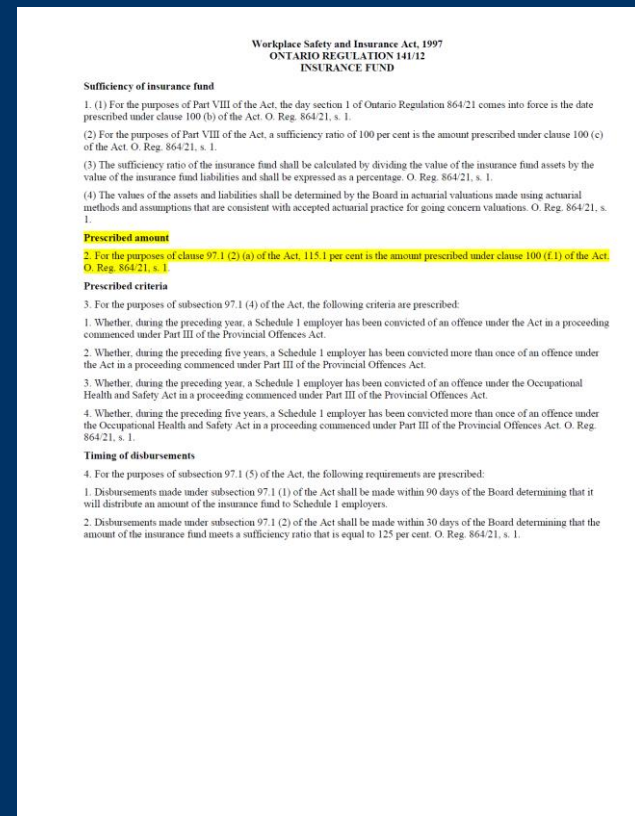 Workplace Safety and Insurance Act, 1997
ONTARIO REGULATION 141/12
INSURANCE FUND
Sufficiency of insurance fund
1. (1) For the purposes of Part VIII of the Act, the day section 1 of Ontario Regulation 864/21 comes into force is the date
prescribed under clause 100 (b) of the Act. O. Reg. 864/21, s. 1.
(2) For the purposes of Part VIII of the Act, a sufficiency ratio of 100 per cent is the amount prescribed under clause 100 (c)
of the Act. O. Reg. 864/21, s. 1.
(3) The sufficiency ratio of the insurance fund shall be calculated by dividing the value of the insurance fund assets by the
value of the insurance fund liabilities and shall be expressed as a percentage. O. Reg. 864/21, s. 1.
(4) The values of the assets and liabilities shall be determined by the Board in actuarial valuations made using actuarial
methods and assumptions that are consistent with accepted actuarial practice for going concern valuations. O. Reg. 864/21, s.
1.
Prescribed amount
2. For the purposes of clause 97.1 (2) (a) of the Act, 115.1 per cent is the amount prescribed under clause 100 (f.1) of the Act.
O. Reg. 864/21, s. 1.
Prescribed criteria
3. For the purposes of subsection 97.1 (4) of the Act, the following criteria are prescribed:
1. Whether, during the preceding year, a Schedule 1 employer has been convicted of an offence under the Act in a proceeding
commenced under Part III of the Provincial Offences Act.
2. Whether, during the preceding five years, a Schedule 1 employer has been convicted more than once of an offence under
the Act in a proceeding commenced under Part III of the Provincial Offences Act.
3. Whether, during the preceding year, a Schedule 1 employer has been convicted of an offence under the Occupational
Health and Safety Act in a proceeding commenced under Part III of the Provincial Offences Act.
4. Whether, during the preceding five years, a Schedule 1 employer has been convicted more than once of an offence under
the Occupational Health and Safety Act in a proceeding commenced under Part III of the Provincial Offences Act. O. Reg.
864/21, s. 1.
Timing of disbursements
4. For the purposes of subsection 97.1 (5) of the Act, the following requirements are prescribed:
1. Disbursements made under subsection 97.1 (1) of the Act shall be made within 90 days of the Board determining that it
will distribute an amount of the insurance fund to Schedule 1 employers.
2. Disbursements made under subsection 97.1 (2) of the Act shall be made within 30 days of the Board determining that the
amount of the insurance fund meets a sufficiency ratio that is equal to 125 per cent. O. Reg. 864/21, s. 1.